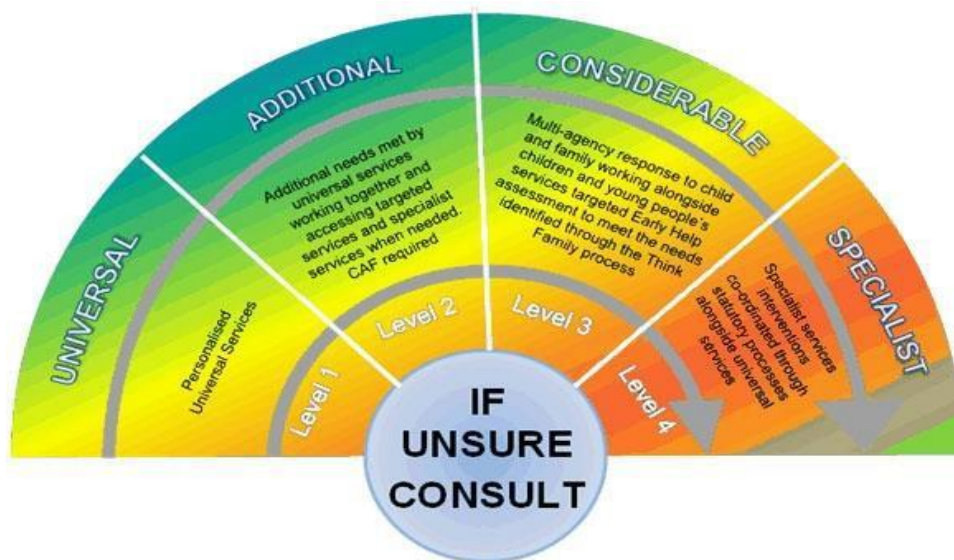 UNIVERSAL
Personalised
Universal Services
Level 1
ADDITIONAL
Additional needs met by
universal services
working together and
accessing targeted
services and specialist
services when needed.
CAF required
Level 2
CONSIDERABLE
Multi-agency response to child
and family working alongside
children and young people's
services targeted Early Help
assessment to meet the needs
identified through the Think
Family process
Level 3
SPECIALIST
Specialist services
interventions
co-ordinated through
statutory processes
alongside universal
services
Level 4
IF
UNSURE
CONSULT